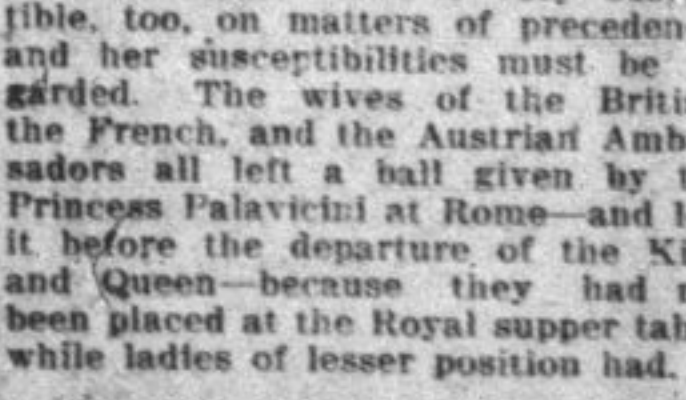 tible, too, on matters of preceden
and her susceptibilities must be
garded. The wives of the Briti
the French, and the Austrian Amb
sadors all left a ball given by t
Princess Palavicini at Rome—and l
it before the departure of the Ki
and Queen—because they had n
been placed at the Royal supper tab
while ladies of lesser position had.